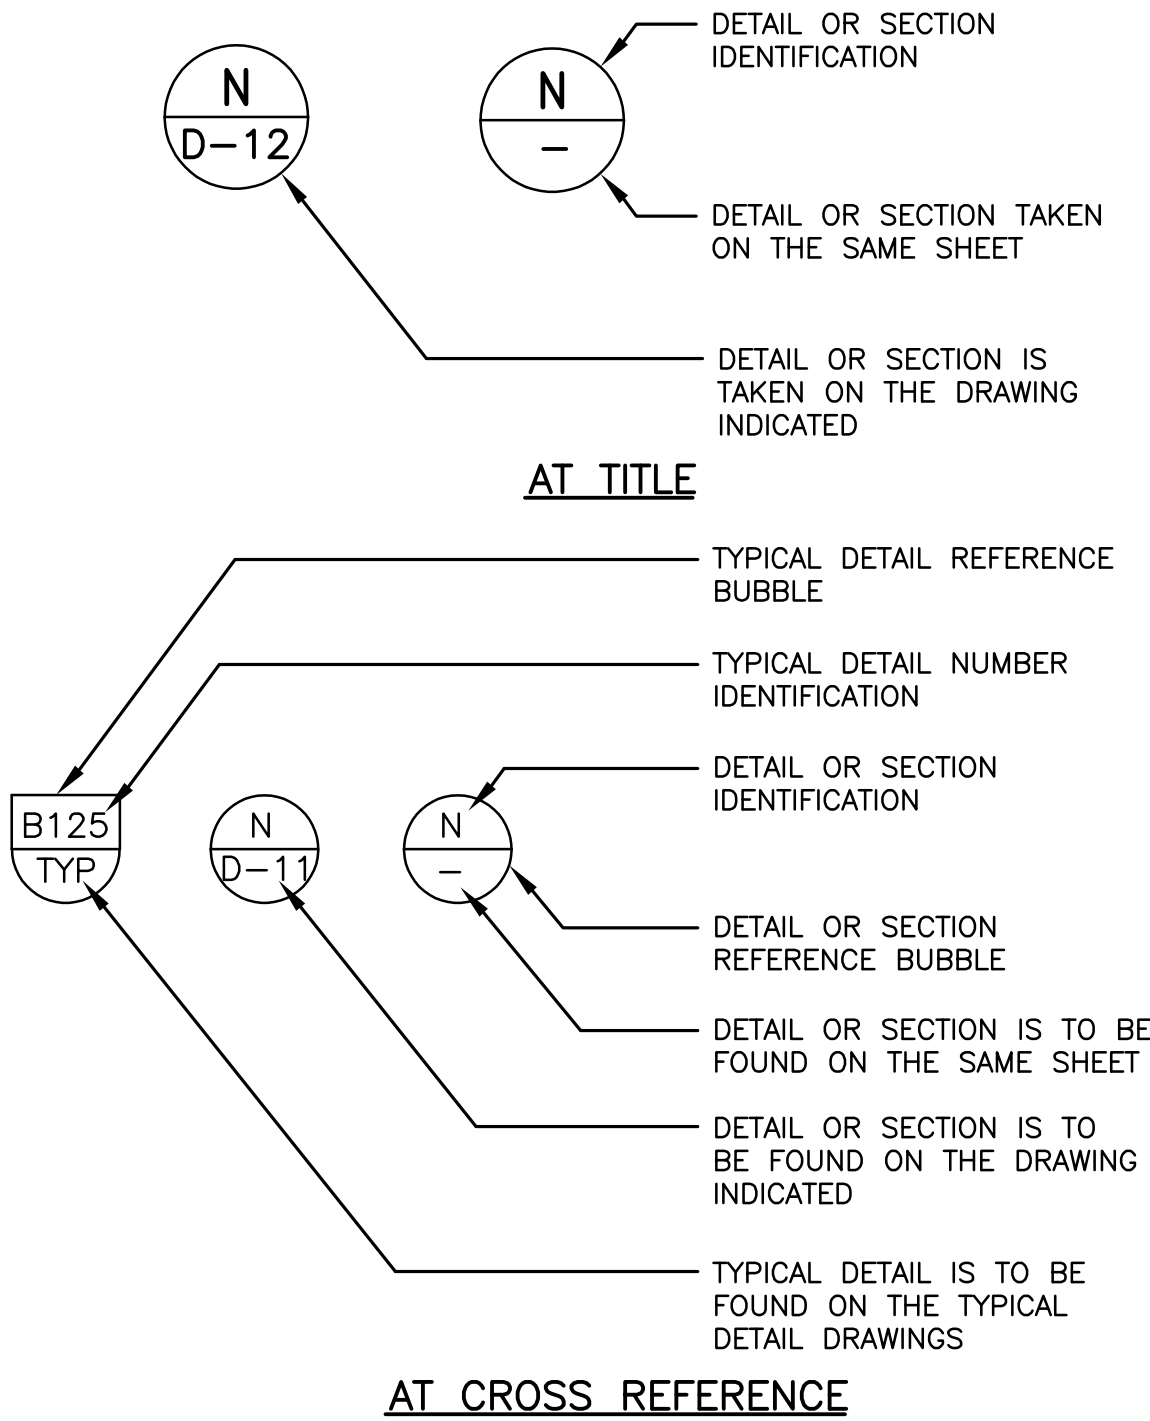 N
D-12
N
-
DETAIL OR SECTION
IDENTIFICATION
DETAIL OR SECTION TAKEN
ON THE SAME SHEET
DETAIL OR SECTION IS
TAKEN ON THE DRAWING
INDICATED
AT TITLE
TYPICAL DETAIL REFERENCE
BUBBLE
TYPICAL DETAIL NUMBER
IDENTIFICATION
B125
TYP
N
D-11
N
-
DETAIL OR SECTION
IDENTIFICATION
DETAIL OR SECTION
REFERENCE BUBBLE
DETAIL OR SECTION IS TO BE
FOUND ON THE SAME SHEET
DETAIL OR SECTION IS TO
BE FOUND ON THE DRAWING
INDICATED
TYPICAL DETAIL IS TO BE
FOUND ON THE TYPICAL
DETAIL DRAWINGS
AT CROSS REFERENCE